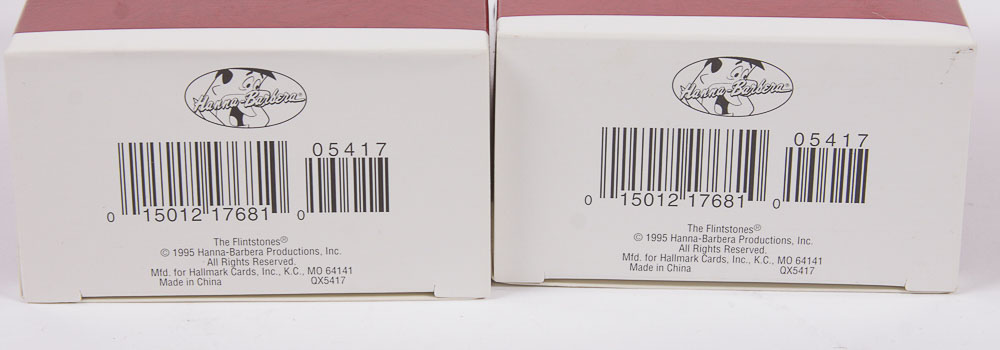 Hanna-Barbera
05417
0 15012 17681 0
The Flintstones®
© 1995 Hanna-Barbera Productions, Inc.
All Rights Reserved.
Mfd. for Hallmark Cards, Inc., K.C., MO 64141
Made in China QX5417
Hanna-Barbera
05417
0 15012 17681 0
The Flintstones®
© 1995 Hanna-Barbera Productions, Inc.
All Rights Reserved.
Mfd. for Hallmark Cards, Inc., K.C., MO 64141
Made in China QX5417